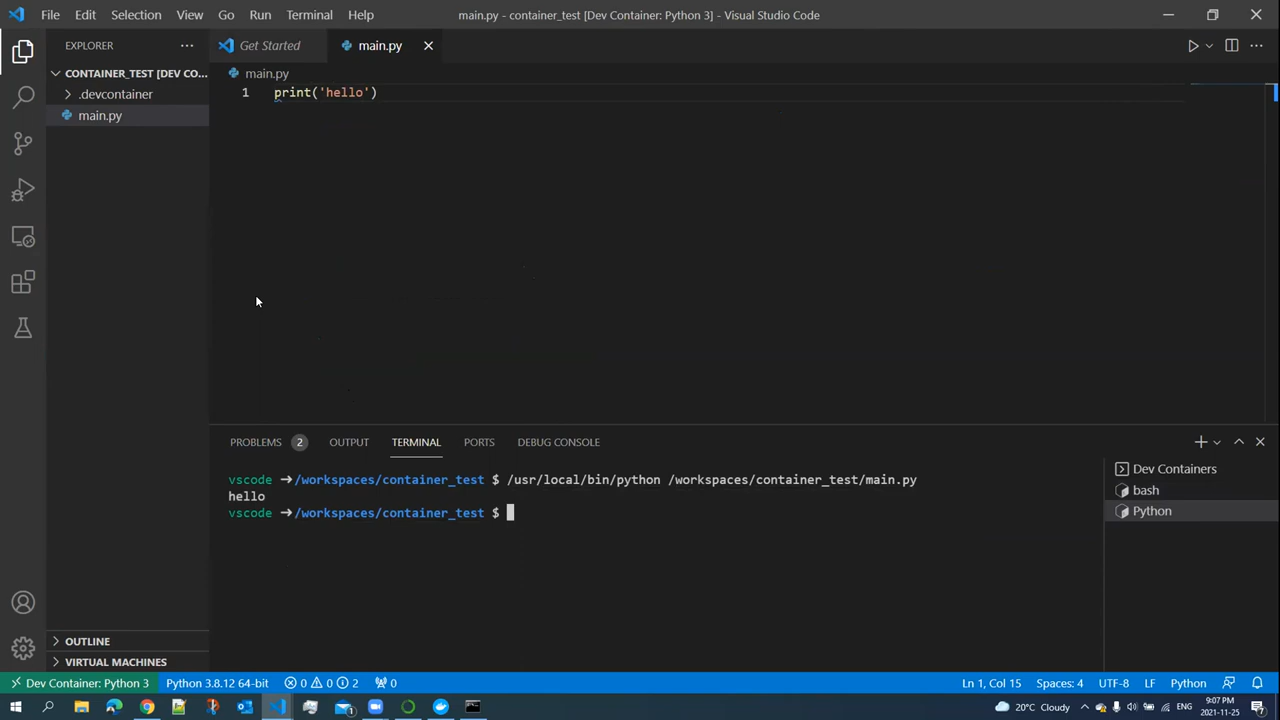 File Edit Selection View Go Run Terminal Help main.py - container_test [Dev Container: Python 3] - Visual Studio Code
EXPLORER
Get Started
main.py
CONTAINER_TEST [DEV CO...
.devcontainer
main.py
main.py
1 print('hello')
PROBLEMS 2 OUTPUT TERMINAL PORTS DEBUG CONSOLE
vscode ➜/workspaces/container_test $ /usr/local/bin/python /workspaces/container_test/main.py
hello
vscode ➜/workspaces/container_test $
Dev Containers
bash
Python
OUTLINE
VIRTUAL MACHINES
Dev Container: Python 3 Python 3.8.12 64-bit 0 0 2 0 Ln 1, Col 15 Spaces: 4 UTF-8 LF Python
20°C Cloudy ENG 9:07 PM
2021-11-25